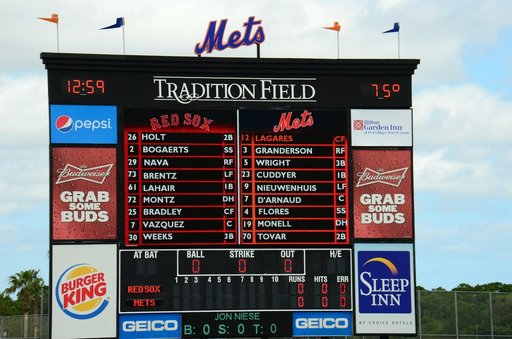 Mets
12:59
TRADITION FIELD
75°
pepsi
Hilton
Garden Inn
Budweiser
GRAB
SOME
BUDS
BURGER
KING
RED SOX
26 HOLT 2B
2 BOGAERTS SS
29 NAVA RF
73 BRENTZ LF
61 LAHAIR 1B
72 MONTZ DH
25 BRADLEY CF
7 VAZQUEZ C
30 WEEKS 3B
Mets
12 LAGARES CF
3 GRANDERSON RF
5 WRIGHT 3B
23 CUDDYER 1B
9 NIEUWENHUIS LF
7 D'ARNAUD C
4 FLORES SS
19 MONELL DH
70 TOVAR 2B
Budweiser
GRAB
SOME
BUDS
Sleep
INN
BY CHOICE HOTELS
AT BAT BALL STRIKE OUT H/E
0 0 0
1 2 3 4 5 6 7 8 9 10 RUNS HITS ERR
RED SOX 0 0 0
METS 0 0 0
GEICO
JON NIESE
B: 0 S: 0 T: 0
GEICO